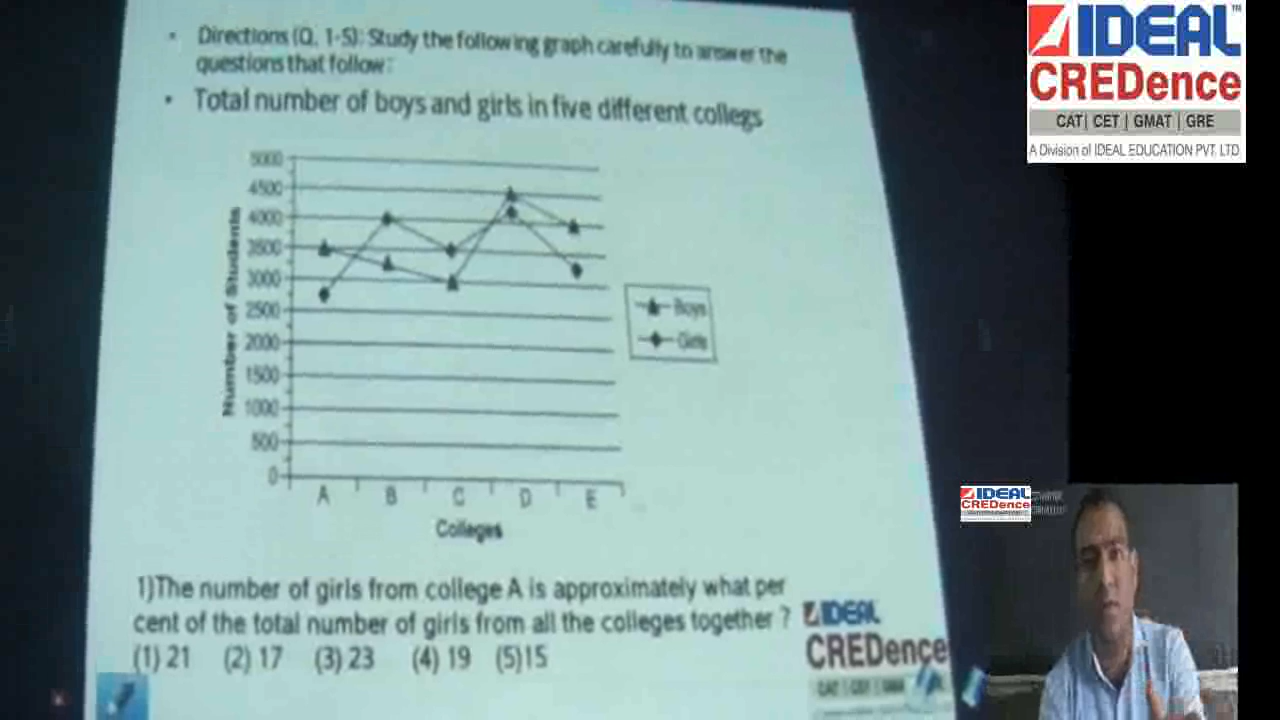 • Directions (Q. 1-5): Study the following graph carefully to answer the
questions that follow:
• Total number of boys and girls in five different collegs
5000
4500
4000
3500
3000
2500
2000
1500
1000
500
0
Number of Students
A B C D E
Colleges
Boys
Girls
1)The number of girls from college A is approximately what per
cent of the total number of girls from all the colleges together ?
(1) 21 (2) 17 (3) 23 (4) 19 (5)15
IDEAL
CREDence
CAT | CET | GMAT
IDEAL™
CREDence
CAT | CET | GMAT | GRE
A Division of IDEAL EDUCATION PVT. LTD.
IDEAL
CREDence